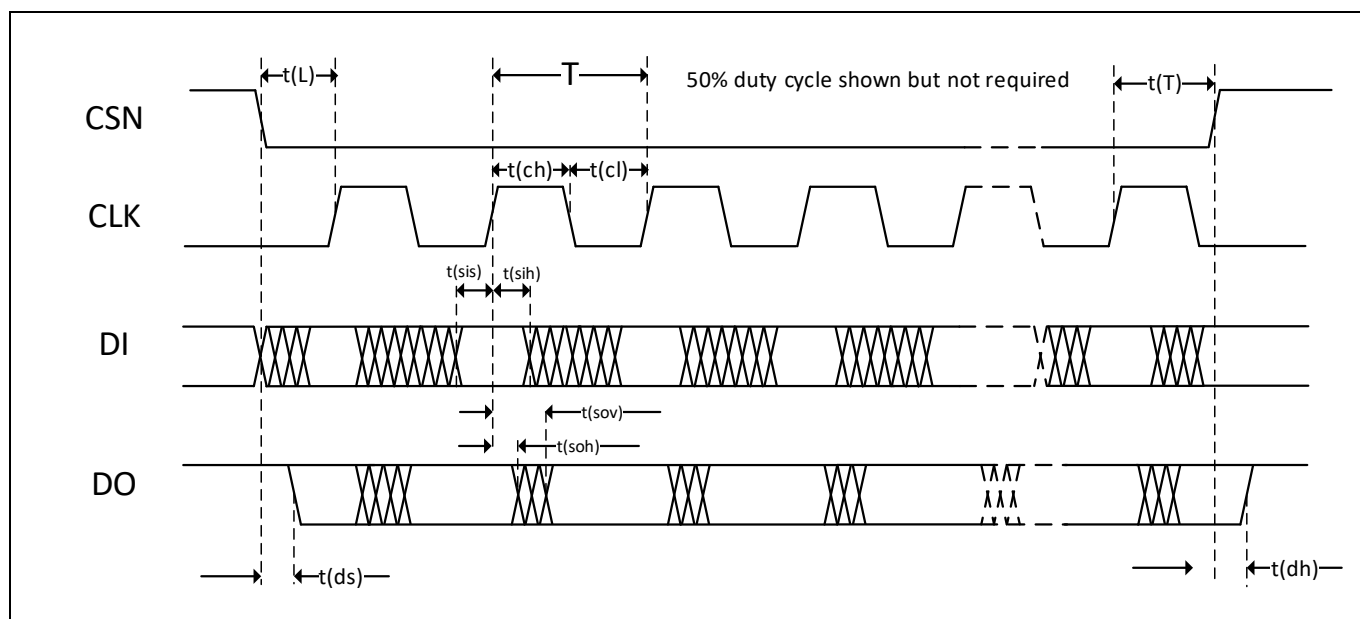 t(L)
T
50% duty cycle shown but not required
t(T)
CSN
t(ch)
t(cl)
CLK
t(sis)
t(sih)
DI
t(sov)
t(soh)
DO
t(ds)
t(dh)